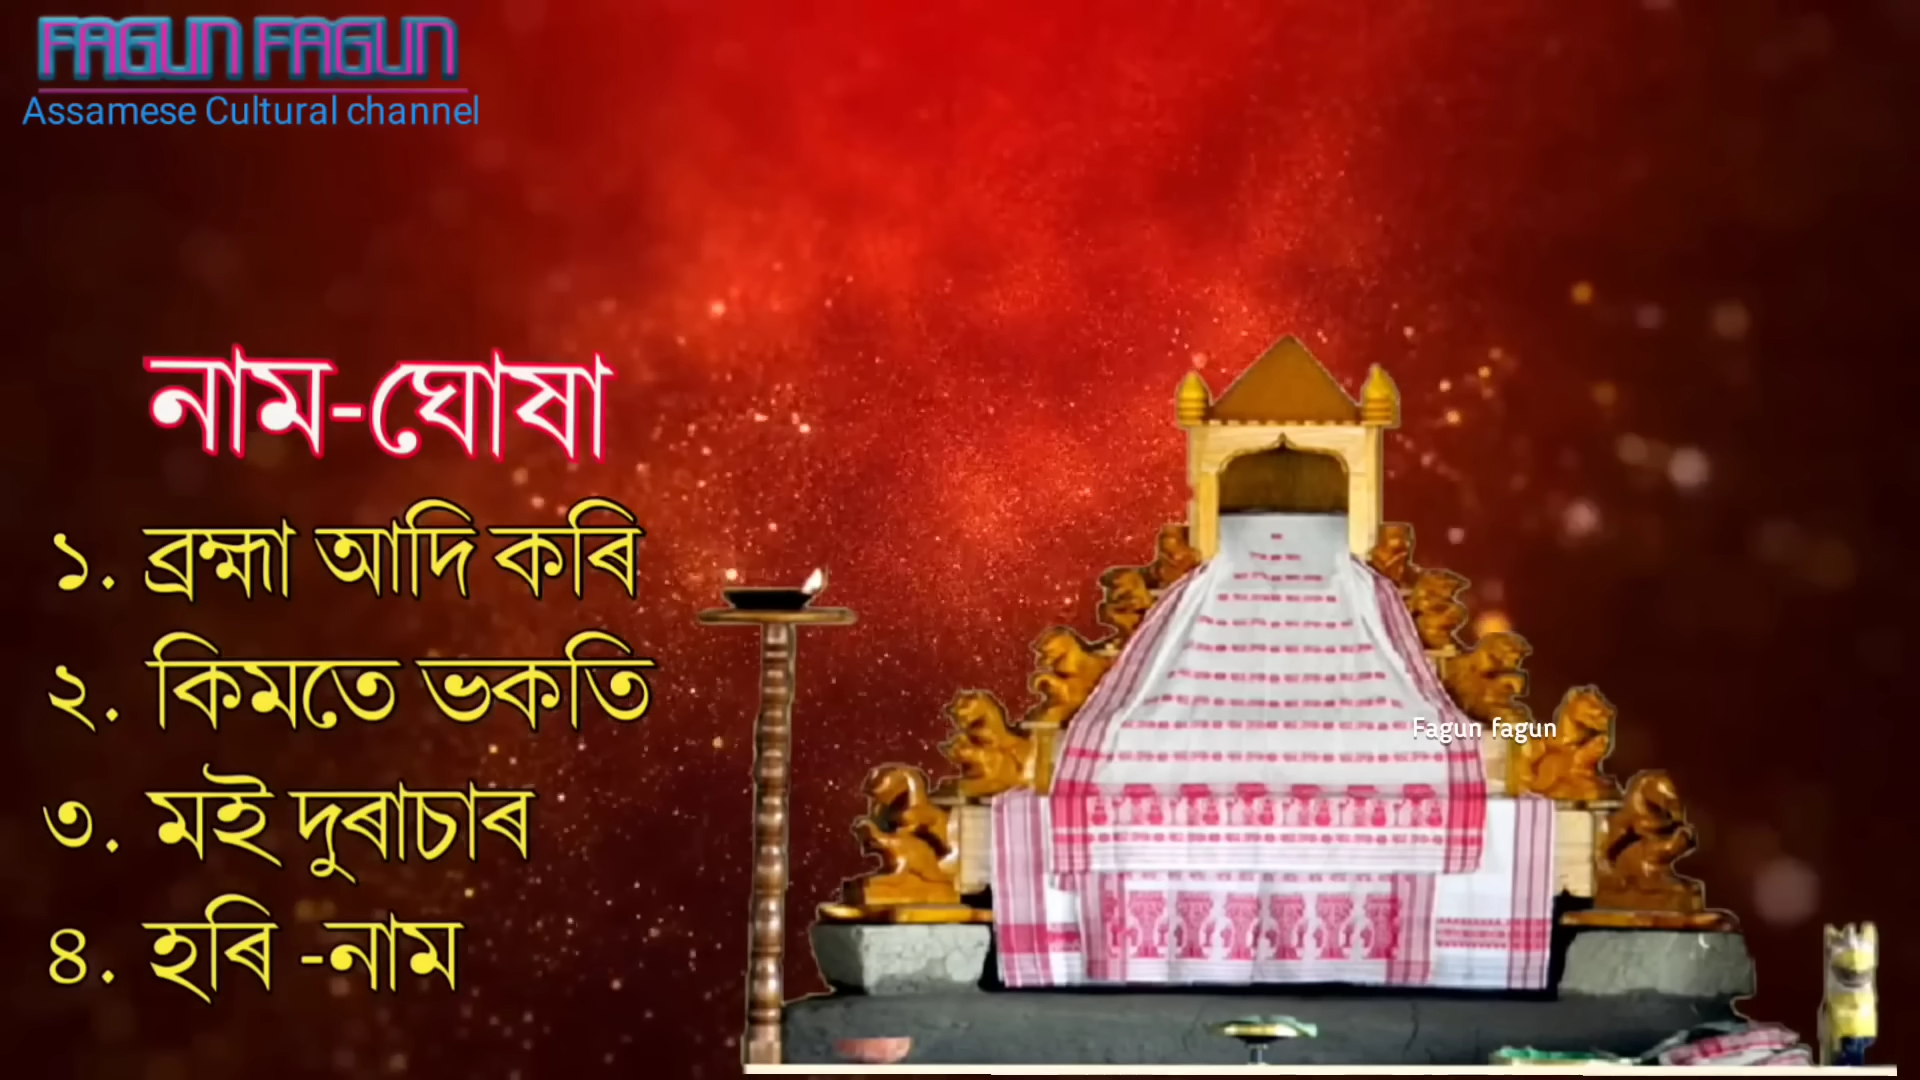 FAGUN FAGUN
Assamese Cultural channel
নাম-ঘোষা
১. ব্ৰহ্মা আদি কৰি
২. কিমতে ভকতি
৩. মই দুৰাচাৰ
৪. হৰি -নাম
Fagun fagun